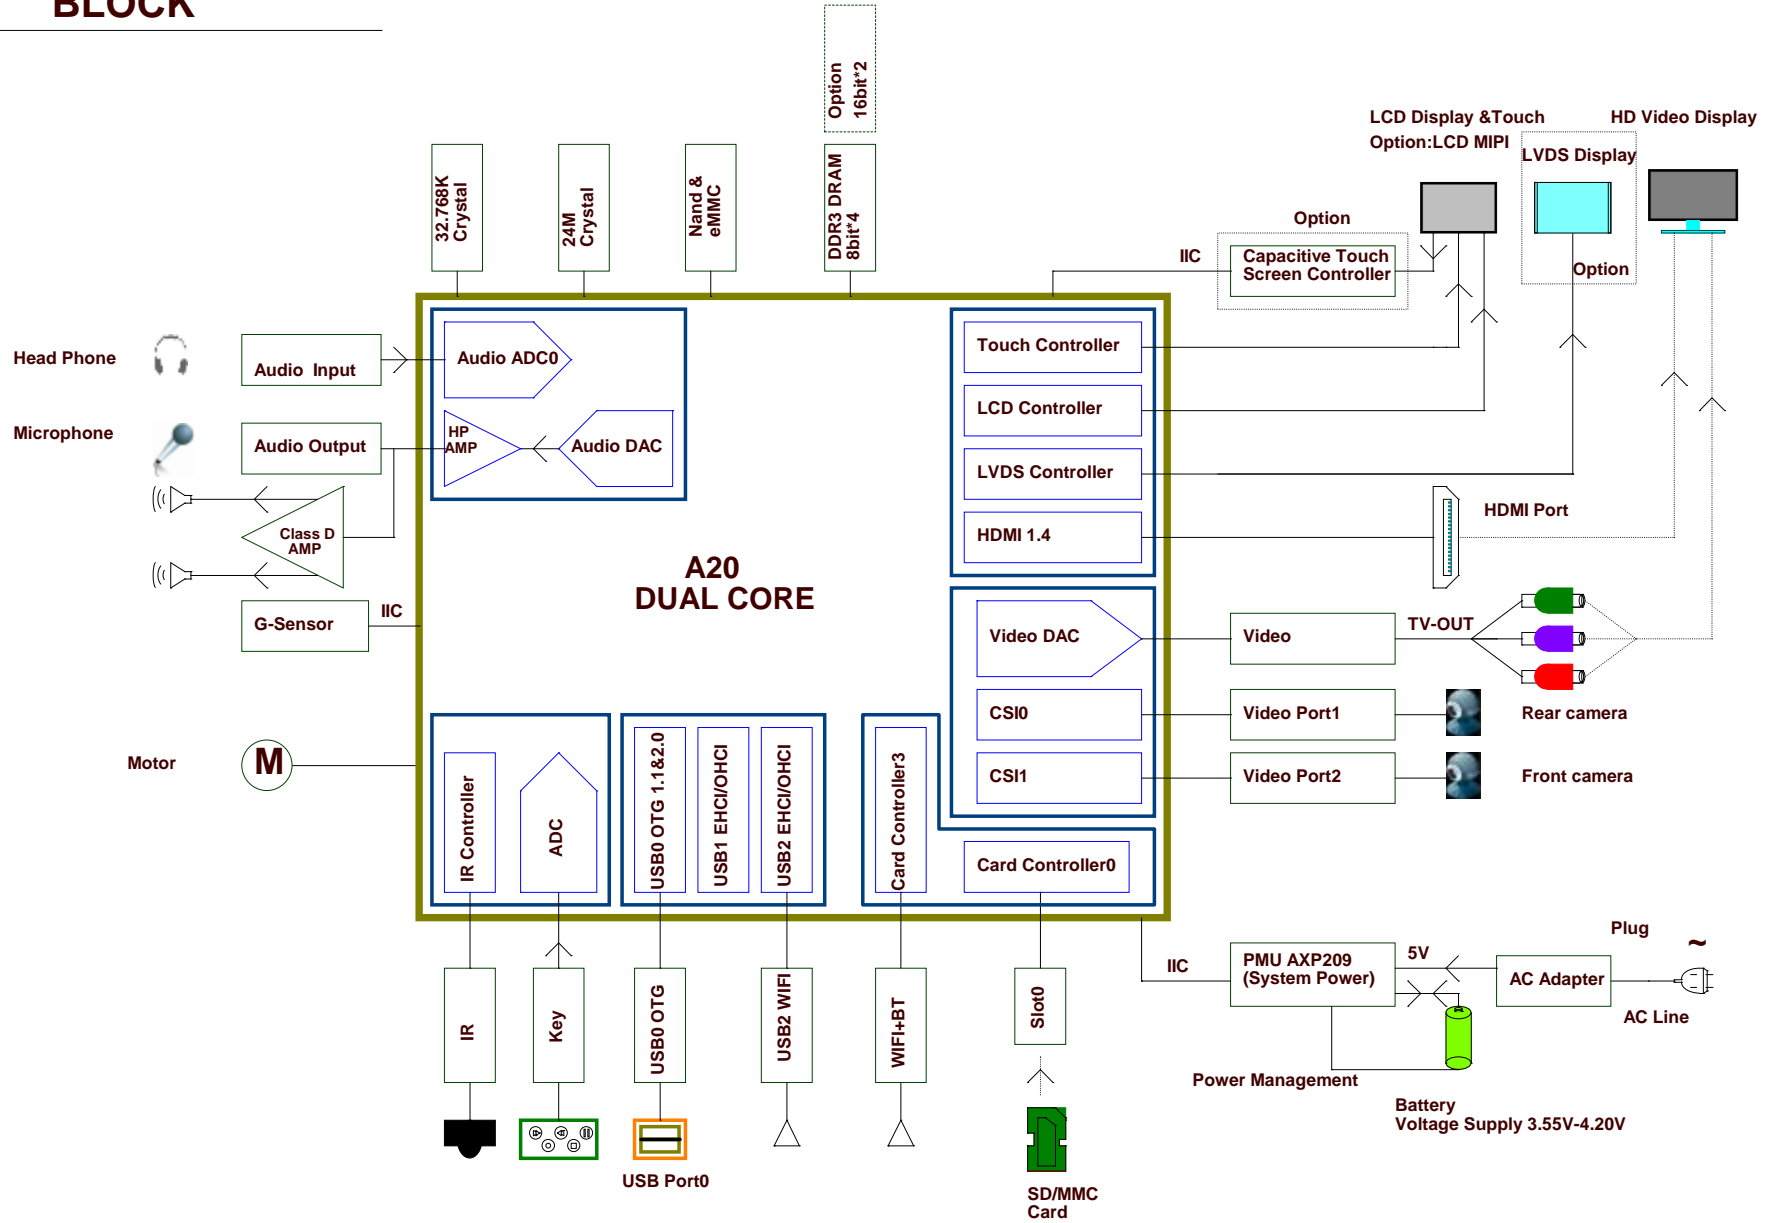 BLOCK
Option
16bit*2
32.768K
Crystal
24M
Crystal
Nand &
eMMC
DDR3 DRAM
8bit*4
LCD Display &Touch
Option:LCD MIPI
HD Video Display
LVDS Display
Option
Option
IIC
Capacitive Touch
Screen Controller
Head Phone
Audio  Input
Audio ADC0
Touch Controller
LCD Controller
Microphone
Audio Output
HP
AMP
Audio DAC
LVDS Controller
Class D
AMP
HDMI 1.4
HDMI Port
A20
DUAL CORE
G-Sensor
IIC
Video DAC
Video
TV-OUT
CSI0
Video Port1
Rear camera
Motor
M
CSI1
Video Port2
Front camera
IR Controller
ADC
USB0 OTG 1.1&2.0
USB1 EHCI/OHCI
USB2 EHCI/OHCI
Card Controller3
Card Controller0
IR
Key
USB0 OTG
USB2 WIFI
WIFI+BT
Slot0
IIC
PMU AXP209
(System Power)
5V
AC Adapter
Plug
~
AC Line
Power Management
Battery
Voltage Supply 3.55V-4.20V
USB Port0
SD/MMC
Card